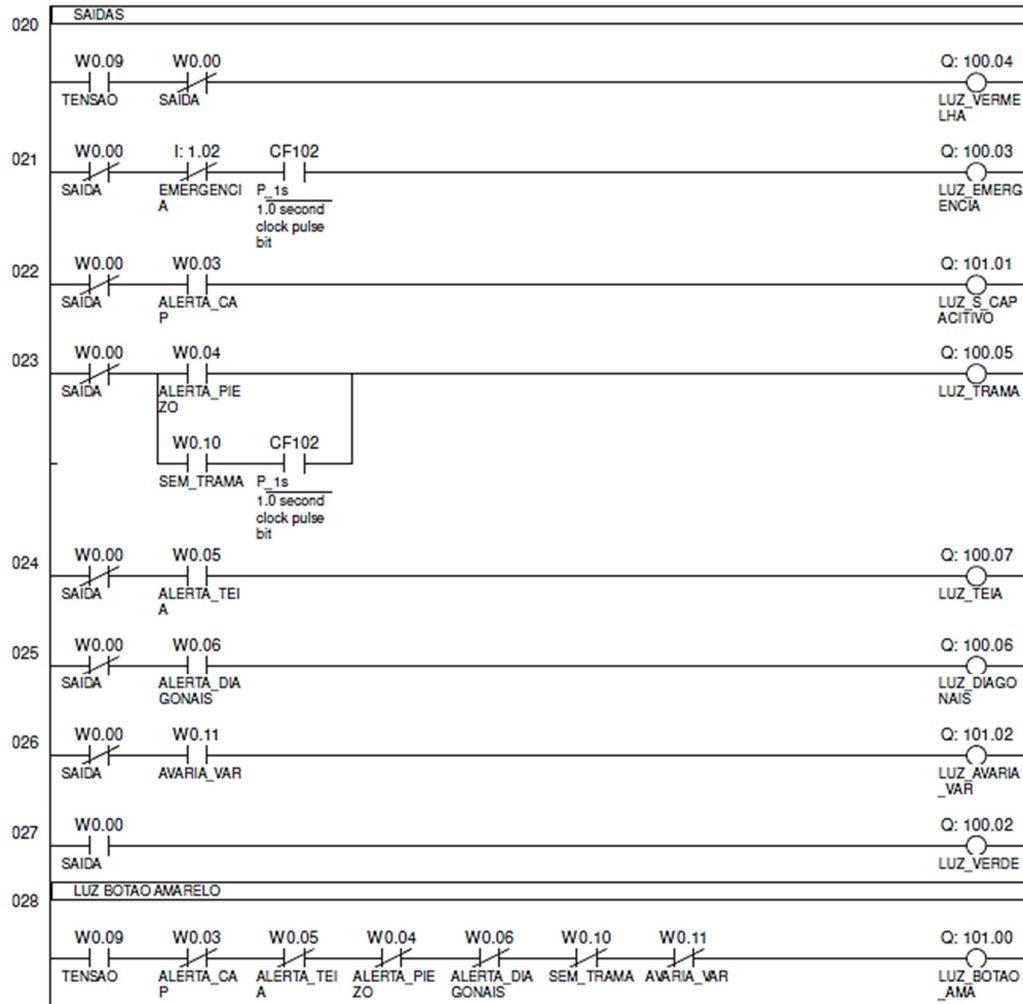 020
SAIDAS
W0.09 W0.00 Q: 100.04
TENSAO SAIDA LUZ_VERME
LHA
021
W0.00 I: 1.02 CF102 Q: 100.03
SAIDA EMERGENCI P_1s LUZ_EMERG
A 1.0 second ENCIA
clock pulse
bit
022
W0.00 W0.03 Q: 101.01
SAIDA ALERTA_CA LUZ_S_CAP
P ACITIVO
023
W0.00 W0.04 Q: 100.05
SAIDA ALERTA_PIE LUZ_TRAMA
ZO
W0.10 CF102
SEM_TRAMA P_1s
1.0 second
clock pulse
bit
024
W0.00 W0.05 Q: 100.07
SAIDA ALERTA_TEI LUZ_TEIA
A
025
W0.00 W0.06 Q: 100.06
SAIDA ALERTA_DIA LUZ_DIAGO
GONAIS NAIS
026
W0.00 W0.11 Q: 101.02
SAIDA AVARIA_VAR LUZ_AVARIA
_VAR
027
W0.00 Q: 100.02
SAIDA LUZ_VERDE
028
LUZ BOTAO AMARELO
W0.09 W0.03 W0.05 W0.04 W0.06 W0.10 W0.11 Q: 101.00
TENSAO ALERTA_CA ALERTA_TEI ALERTA_PIE ALERTA_DIA SEM_TRAMA AVARIA_VAR LUZ_BOTAO
P A ZO GONAIS _AMA